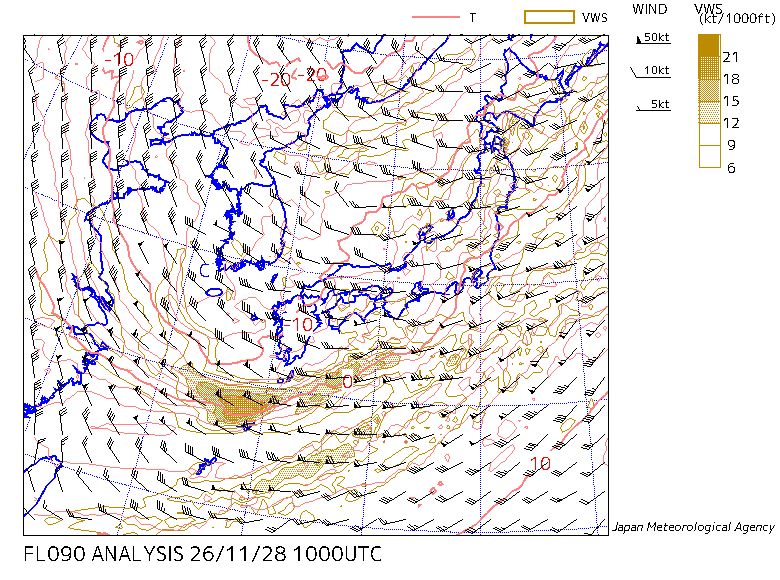 T
VWS
WIND
VWS
(kt/1000ft)
50kt
10kt
5kt
21
18
15
12
9
6
-10
-20
-20
C
10
0
10
Japan Meteorological Agency
FL090 ANALYSIS 26/11/28 1000UTC